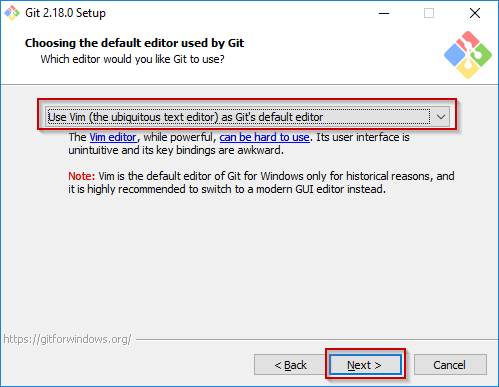 Git 2.18.0 Setup
Choosing the default editor used by Git
Which editor would you like Git to use?
Use Vim (the ubiquitous text editor) as Git's default editor
The Vim editor, while powerful, can be hard to use. Its user interface is
unintuitive and its key bindings are awkward.
Note: Vim is the default editor of Git for Windows only for historical reasons, and
it is highly recommended to switch to a modern GUI editor instead.
https://gitforwindows.org/
< Back
Next >
Cancel